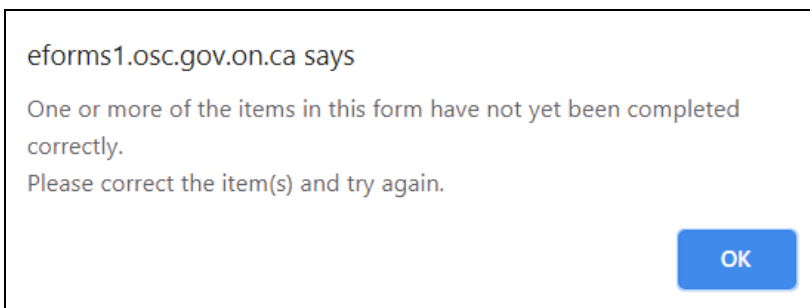 eforms1.osc.gov.on.ca says
One or more of the items in this form have not yet been completed
correctly.
Please correct the item(s) and try again.
OK